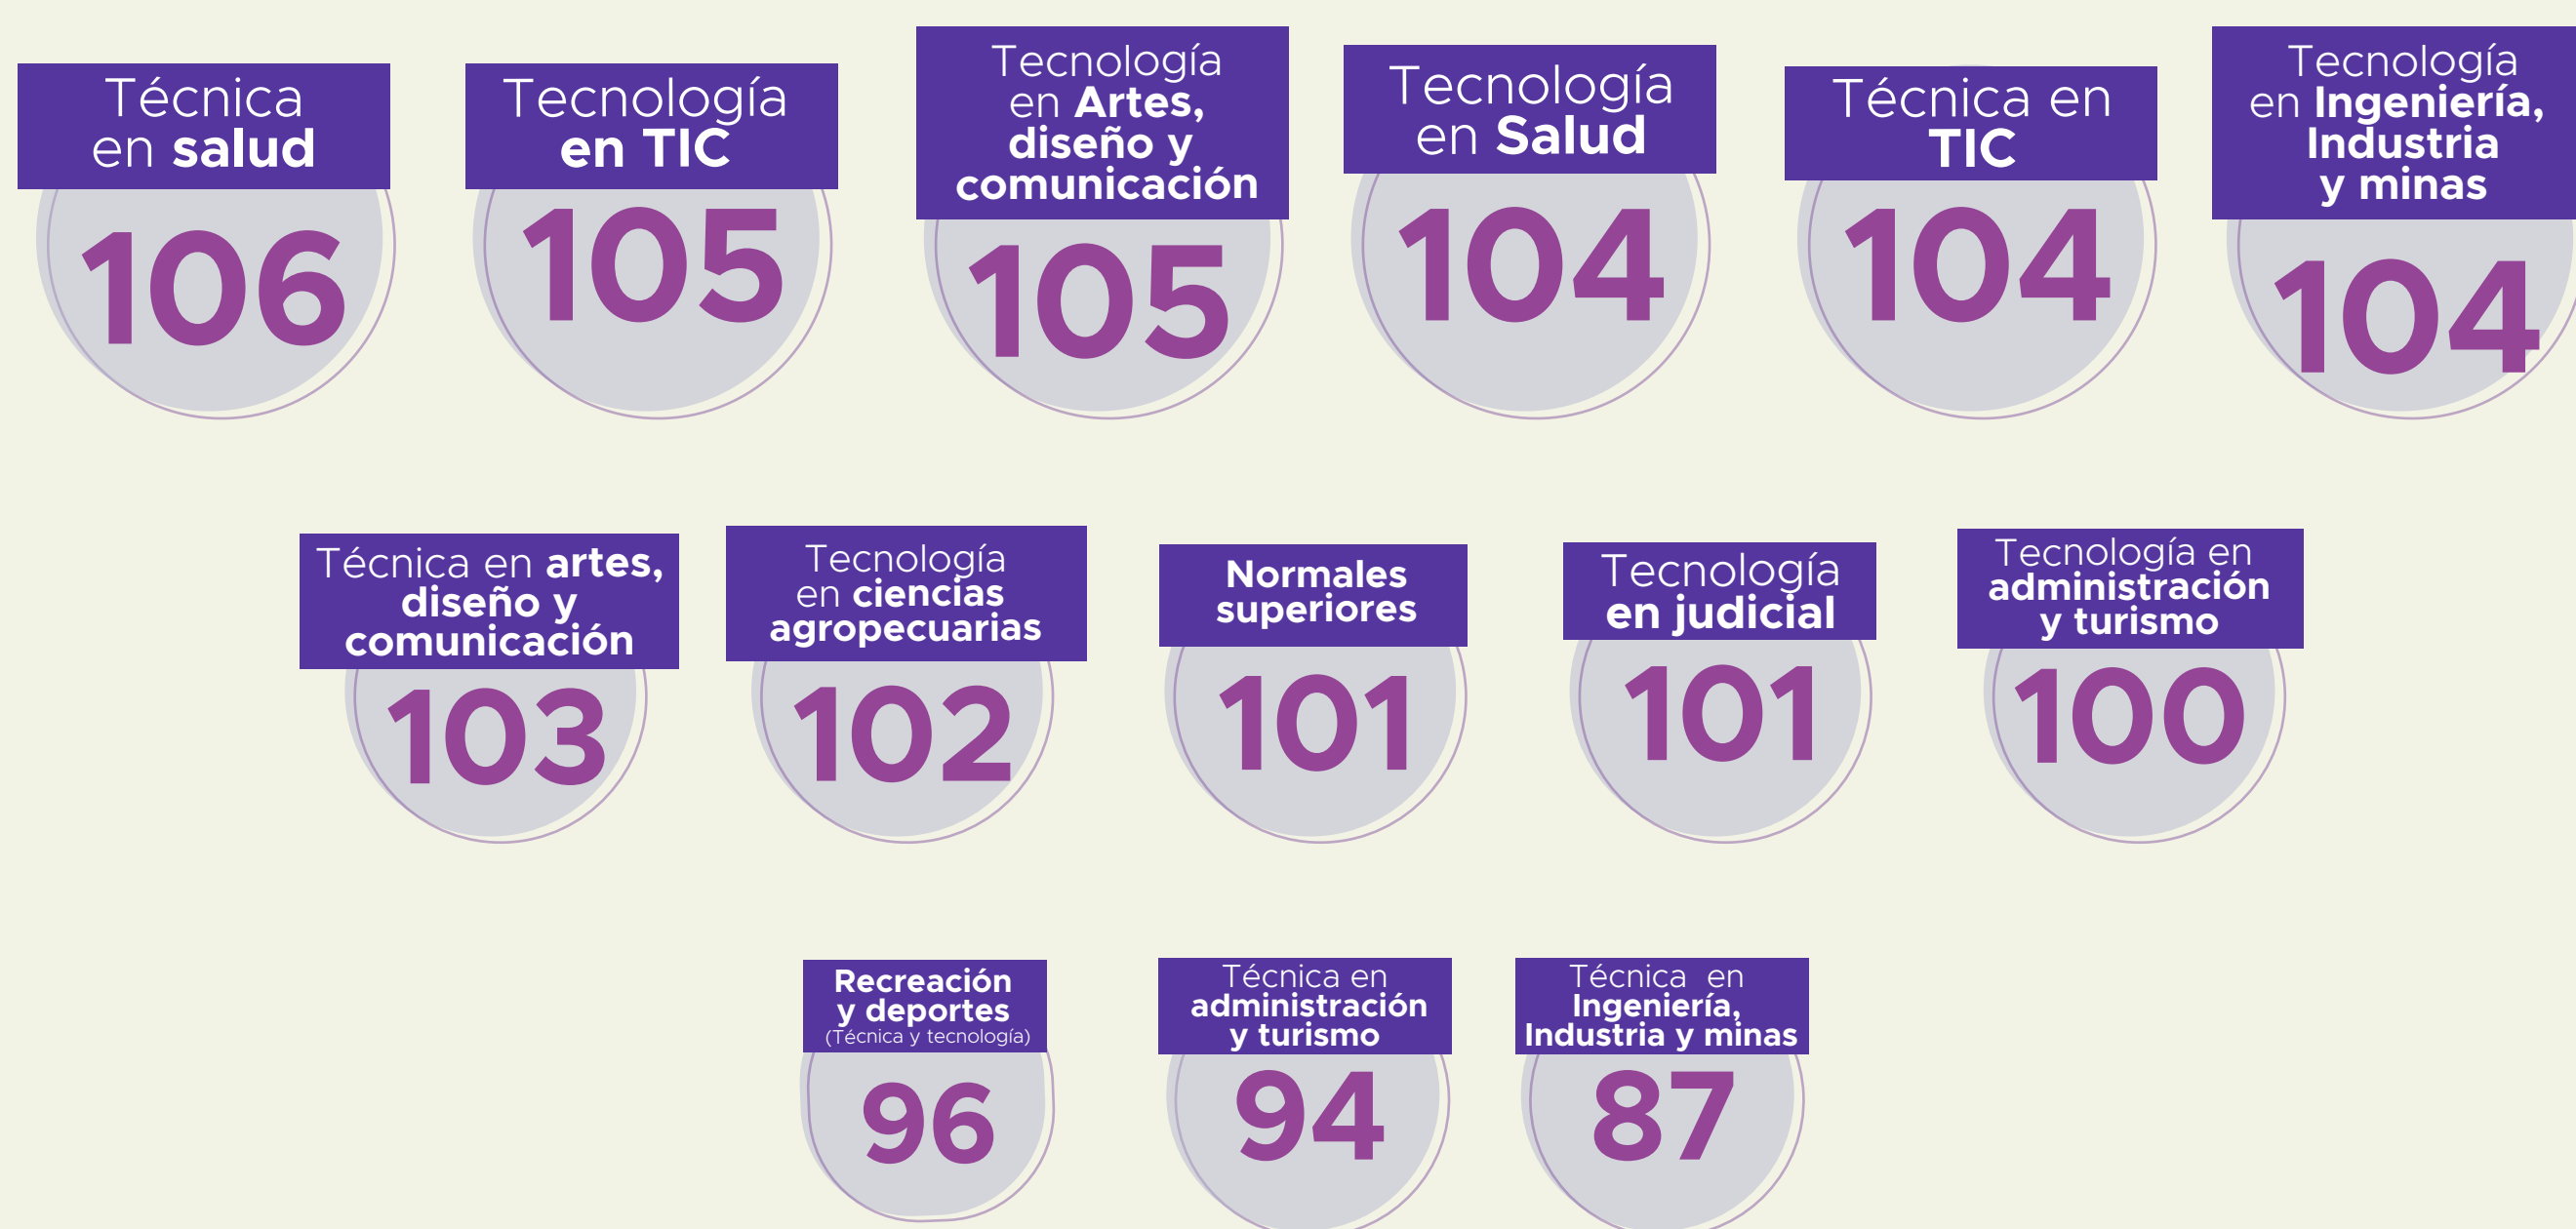 Técnica
en salud
106
Tecnología
en TIC
105
Tecnología
en Artes,
diseño y
comunicación
105
Tecnología
en Salud
104
Técnica en
TIC
104
Tecnología
en Ingeniería,
Industria
y minas
104
Técnica en artes,
diseño y
comunicación
103
Tecnología
en ciencias
agropecuarias
102
Normales
superiores
101
Tecnología
en judicial
101
Tecnología en
administración
y turismo
100
Recreación
y deportes
(Técnica y tecnología)
96
Técnica en
administración
y turismo
94
Técnica en
Ingeniería,
Industria y minas
87